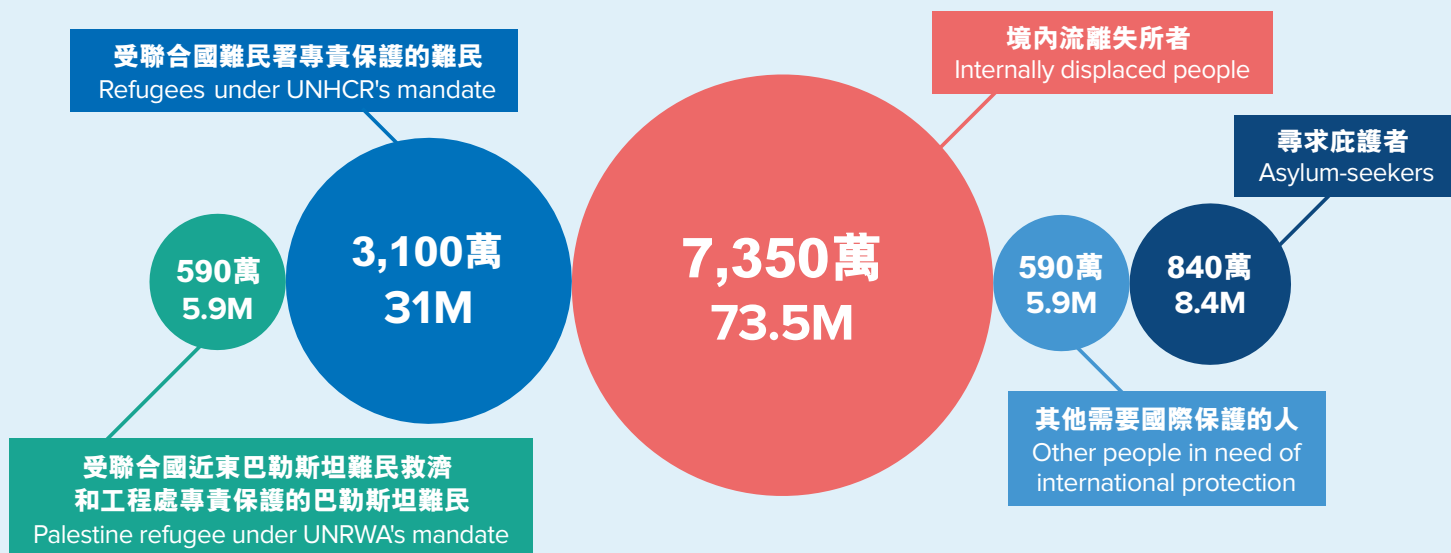 受聯合國難民署專責保護的難民
Refugees under UNHCR's mandate
境內流離失所者
Internally displaced people
尋求庇護者
Asylum-seekers
590萬
5.9M
3,100萬
31M
7,350萬
73.5M
590萬
5.9M
840萬
8.4M
受聯合國近東巴勒斯坦難民救濟
和工程處專責保護的巴勒斯坦難民
Palestine refugee under UNRWA's mandate
其他需要國際保護的人
Other people in need of
international protection